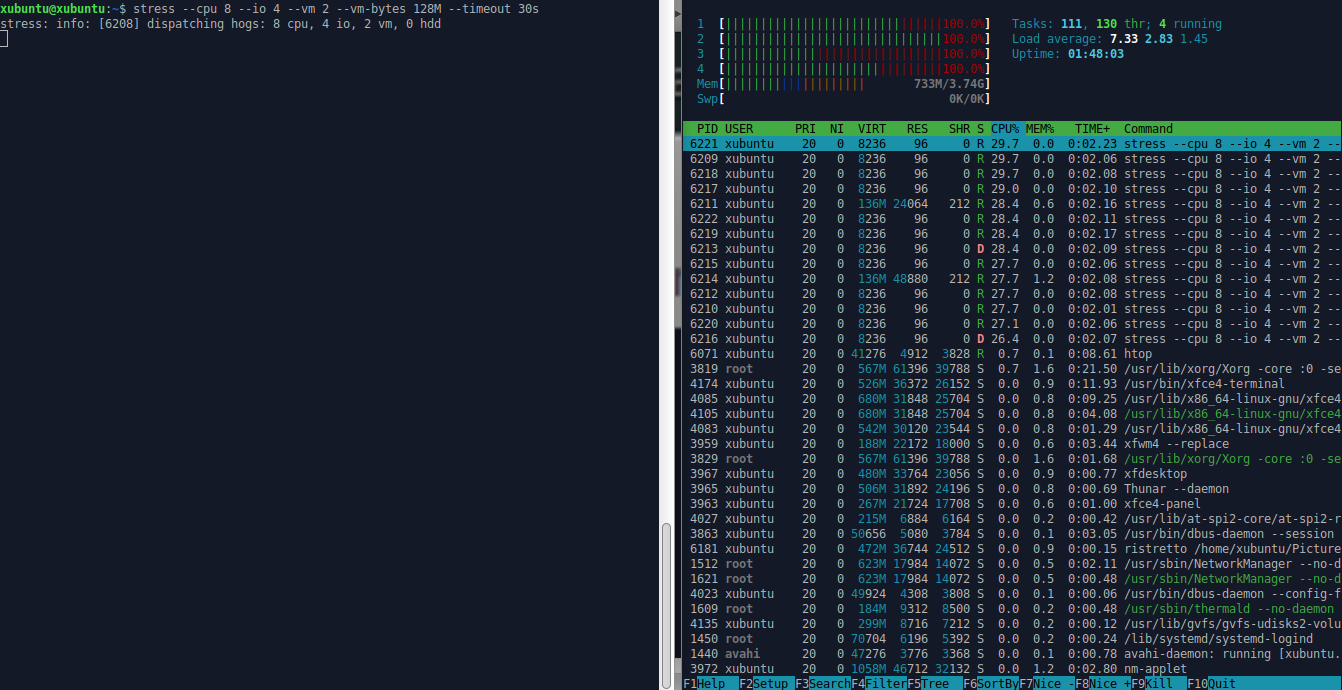 xubuntu@xubuntu:~$ stress --cpu 8 --io 4 --vm 2 --vm-bytes 128M --timeout 30s
stress: info: [6208] dispatching hogs: 8 cpu, 4 io, 2 vm, 0 hdd
1 [||||||||||||||||||||||||||||||100.0%] Tasks: 111, 130 thr; 4 running
2 [||||||||||||||||||||||||||||||100.0%] Load average: 7.33 2.83 1.45
3 [||||||||||||||||||||||||||||||100.0%] Uptime: 01:48:03
4 [||||||||||||||||||||||||||||||100.0%]
Mem[|||||||||||||||||||| 733M/3.74G]
Swp[ 0K/0K]
PID USER PRI NI VIRT RES SHR S CPU% MEM% TIME+ Command
6221 xubuntu 20 0 8236 96 0 R 29.7 0.0 0:02.23 stress --cpu 8 --io 4 --vm 2 --
6209 xubuntu 20 0 8236 96 0 R 29.7 0.0 0:02.06 stress --cpu 8 --io 4 --vm 2 --
6218 xubuntu 20 0 8236 96 0 R 29.7 0.0 0:02.08 stress --cpu 8 --io 4 --vm 2 --
6217 xubuntu 20 0 8236 96 0 R 29.0 0.0 0:02.10 stress --cpu 8 --io 4 --vm 2 --
6211 xubuntu 20 0 136M 24064 212 R 28.4 0.6 0:02.16 stress --cpu 8 --io 4 --vm 2 --
6222 xubuntu 20 0 8236 96 0 R 28.4 0.0 0:02.11 stress --cpu 8 --io 4 --vm 2 --
6219 xubuntu 20 0 8236 96 0 R 28.4 0.0 0:02.17 stress --cpu 8 --io 4 --vm 2 --
6213 xubuntu 20 0 8236 96 0 D 28.4 0.0 0:02.09 stress --cpu 8 --io 4 --vm 2 --
6215 xubuntu 20 0 8236 96 0 R 27.7 0.0 0:02.06 stress --cpu 8 --io 4 --vm 2 --
6214 xubuntu 20 0 136M 48880 212 R 27.7 1.2 0:02.08 stress --cpu 8 --io 4 --vm 2 --
6212 xubuntu 20 0 8236 96 0 R 27.7 0.0 0:02.08 stress --cpu 8 --io 4 --vm 2 --
6210 xubuntu 20 0 8236 96 0 R 27.7 0.0 0:02.01 stress --cpu 8 --io 4 --vm 2 --
6220 xubuntu 20 0 8236 96 0 R 27.1 0.0 0:02.06 stress --cpu 8 --io 4 --vm 2 --
6216 xubuntu 20 0 8236 96 0 D 26.4 0.0 0:02.07 stress --cpu 8 --io 4 --vm 2 --
6071 xubuntu 20 0 41276 4912 3828 R 0.7 0.1 0:08.61 htop
3819 root 20 0 567M 61396 39788 S 0.7 1.6 0:21.50 /usr/lib/xorg/Xorg -core :0 -se
4174 xubuntu 20 0 526M 36372 26152 S 0.0 0.9 0:11.93 /usr/bin/xfce4-terminal
4085 xubuntu 20 0 680M 31848 25704 S 0.0 0.8 0:09.25 /usr/lib/x86_64-linux-gnu/xfce4
4105 xubuntu 20 0 680M 31848 25704 S 0.0 0.8 0:04.08 /usr/lib/x86_64-linux-gnu/xfce4
4083 xubuntu 20 0 542M 30120 23544 S 0.0 0.8 0:01.29 /usr/lib/x86_64-linux-gnu/xfce4
3959 xubuntu 20 0 188M 22172 18000 S 0.0 0.6 0:03.44 xfwm4 --replace
3829 root 20 0 567M 61396 39788 S 0.0 1.6 0:01.68 /usr/lib/xorg/Xorg -core :0 -se
3967 xubuntu 20 0 480M 33764 23056 S 0.0 0.9 0:00.77 xfdesktop
3965 xubuntu 20 0 506M 31892 24196 S 0.0 0.8 0:00.69 Thunar --daemon
3963 xubuntu 20 0 267M 21724 17708 S 0.0 0.6 0:01.00 xfce4-panel
4027 xubuntu 20 0 215M 6884 6164 S 0.0 0.2 0:00.42 /usr/lib/at-spi2-core/at-spi2-r
3863 xubuntu 20 0 50656 5080 3784 S 0.0 0.1 0:03.05 /usr/bin/dbus-daemon --session
6181 xubuntu 20 0 472M 36744 24512 S 0.0 0.9 0:00.15 ristretto /home/xubuntu/Picture
1512 root 20 0 623M 17984 14072 S 0.0 0.5 0:02.11 /usr/sbin/NetworkManager --no-d
1621 root 20 0 623M 17984 14072 S 0.0 0.5 0:00.48 /usr/sbin/NetworkManager --no-d
4023 xubuntu 20 0 49924 4308 3808 S 0.0 0.1 0:00.06 /usr/bin/dbus-daemon --config-f
1609 root 20 0 184M 9312 8500 S 0.0 0.2 0:00.48 /usr/sbin/thermald --no-daemon
4135 xubuntu 20 0 299M 8716 7212 S 0.0 0.2 0:00.12 /usr/lib/gvfs/gvfs-udisks2-volu
1450 root 20 0 70704 6196 5392 S 0.0 0.2 0:00.24 /lib/systemd/systemd-logind
1440 avahi 20 0 47276 3776 3368 S 0.0 0.1 0:00.78 avahi-daemon: running [xubuntu.
3972 xubuntu 20 0 1058M 46712 32132 S 0.0 1.2 0:02.80 nm-applet
F1Help F2Setup F3SearchF4FilterF5Tree F6SortByF7Nice -F8Nice +F9Kill F10Quit